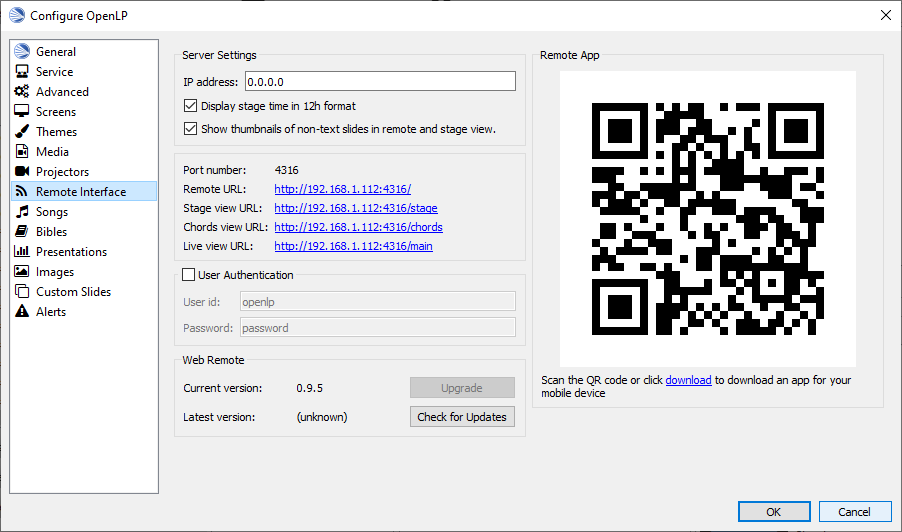 Configure OpenLP
General
Service
Advanced
Screens
Themes
Media
Projectors
Remote Interface
Songs
Bibles
Presentations
Images
Custom Slides
Alerts
Server Settings
IP address: 0.0.0.0
Display stage time in 12h format
Show thumbnails of non-text slides in remote and stage view.
Port number: 4316
Remote URL: http://192.168.1.112:4316/
Stage view URL: http://192.168.1.112:4316/stage
Chords view URL: http://192.168.1.112:4316/chords
Live view URL: http://192.168.1.112:4316/main
User Authentication
User id: openlp
Password: password
Web Remote
Current version: 0.9.5 Upgrade
Latest version: (unknown) Check for Updates
Remote App
Scan the QR code or click download to download an app for your
mobile device
OK Cancel